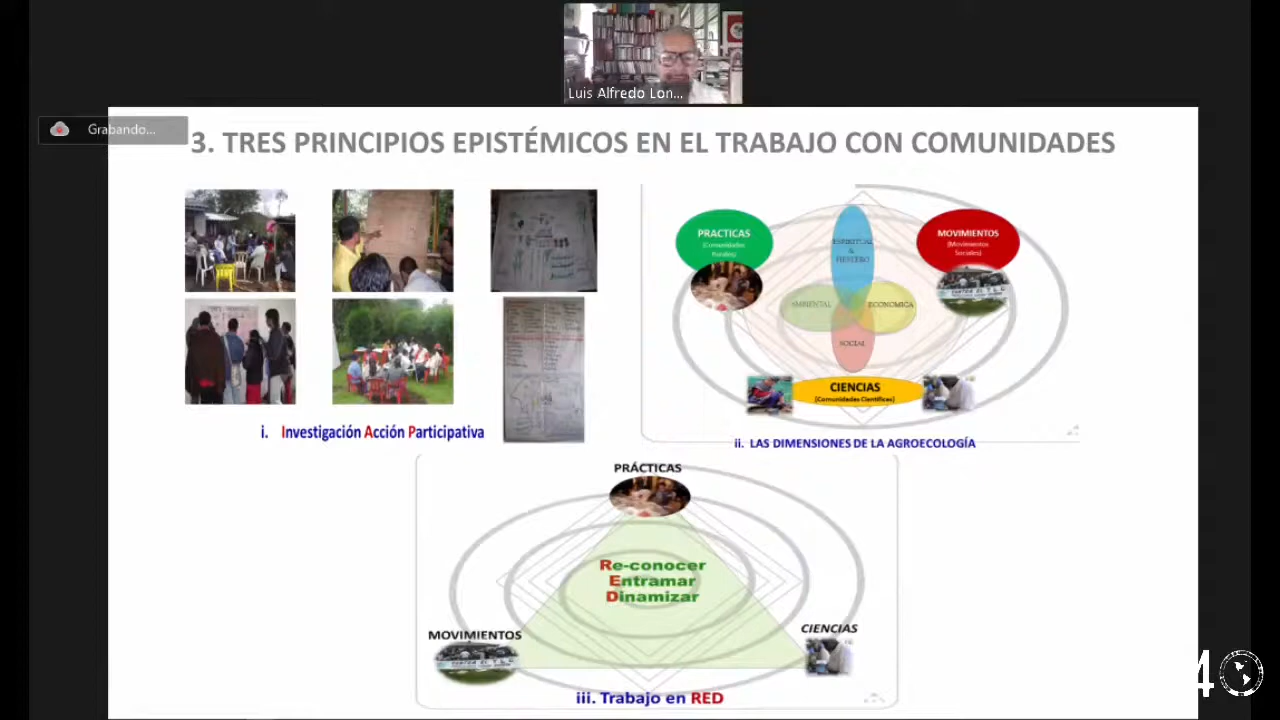 Luis Alfredo Lon...
Grabando...
3. TRES PRINCIPIOS EPISTÉMICOS EN EL TRABAJO CON COMUNIDADES
i. Investigación Acción Participativa
PRACTICAS
(Comunidades
Rurales)
MOVIMIENTOS
(Movimientos
Sociales)
ESPIRITUAL
&
AMBIENTAL
ECONOMICA
SOCIAL
CIENCIAS
(Comunidades Científicas)
ii. LAS DIMENSIONES DE LA AGROECOLOGÍA
PRÁCTICAS
Re-conocer
Entramar
Dinamizar
MOVIMIENTOS
CIENCIAS
iii. Trabajo en RED
4